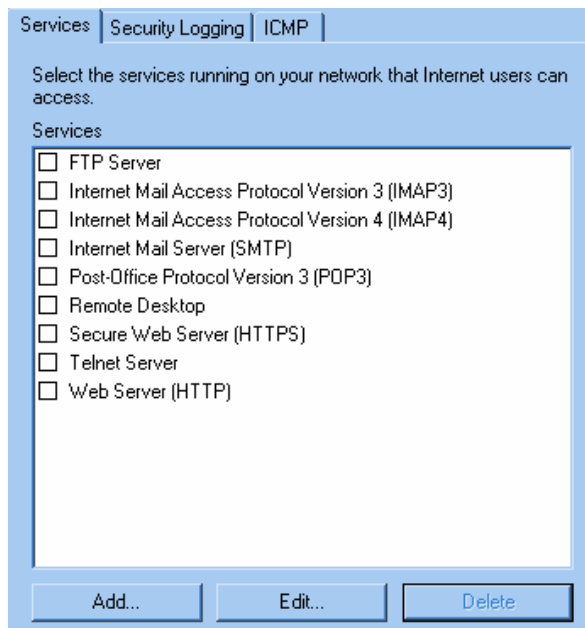 Services Security Logging ICMP
Select the services running on your network that Internet users can
access.
Services
FTP Server
Internet Mail Access Protocol Version 3 (IMAP3)
Internet Mail Access Protocol Version 4 (IMAP4)
Internet Mail Server (SMTP)
Post-Office Protocol Version 3 (POP3)
Remote Desktop
Secure Web Server (HTTPS)
Telnet Server
Web Server (HTTP)
Add... Edit... Delete